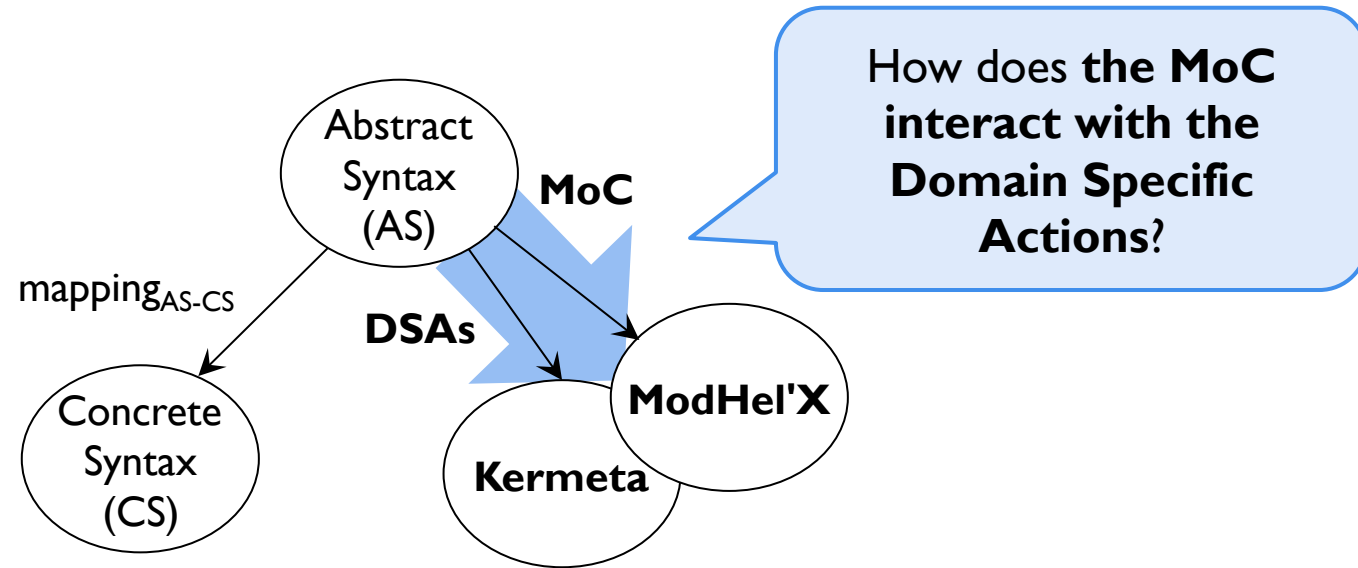 How does the MoC
interact with the
Domain Specific
Actions?
Abstract
Syntax
(AS)
MoC
mappingAS-CS
DSAs
ModHel'X
Concrete
Syntax
(CS)
Kermeta